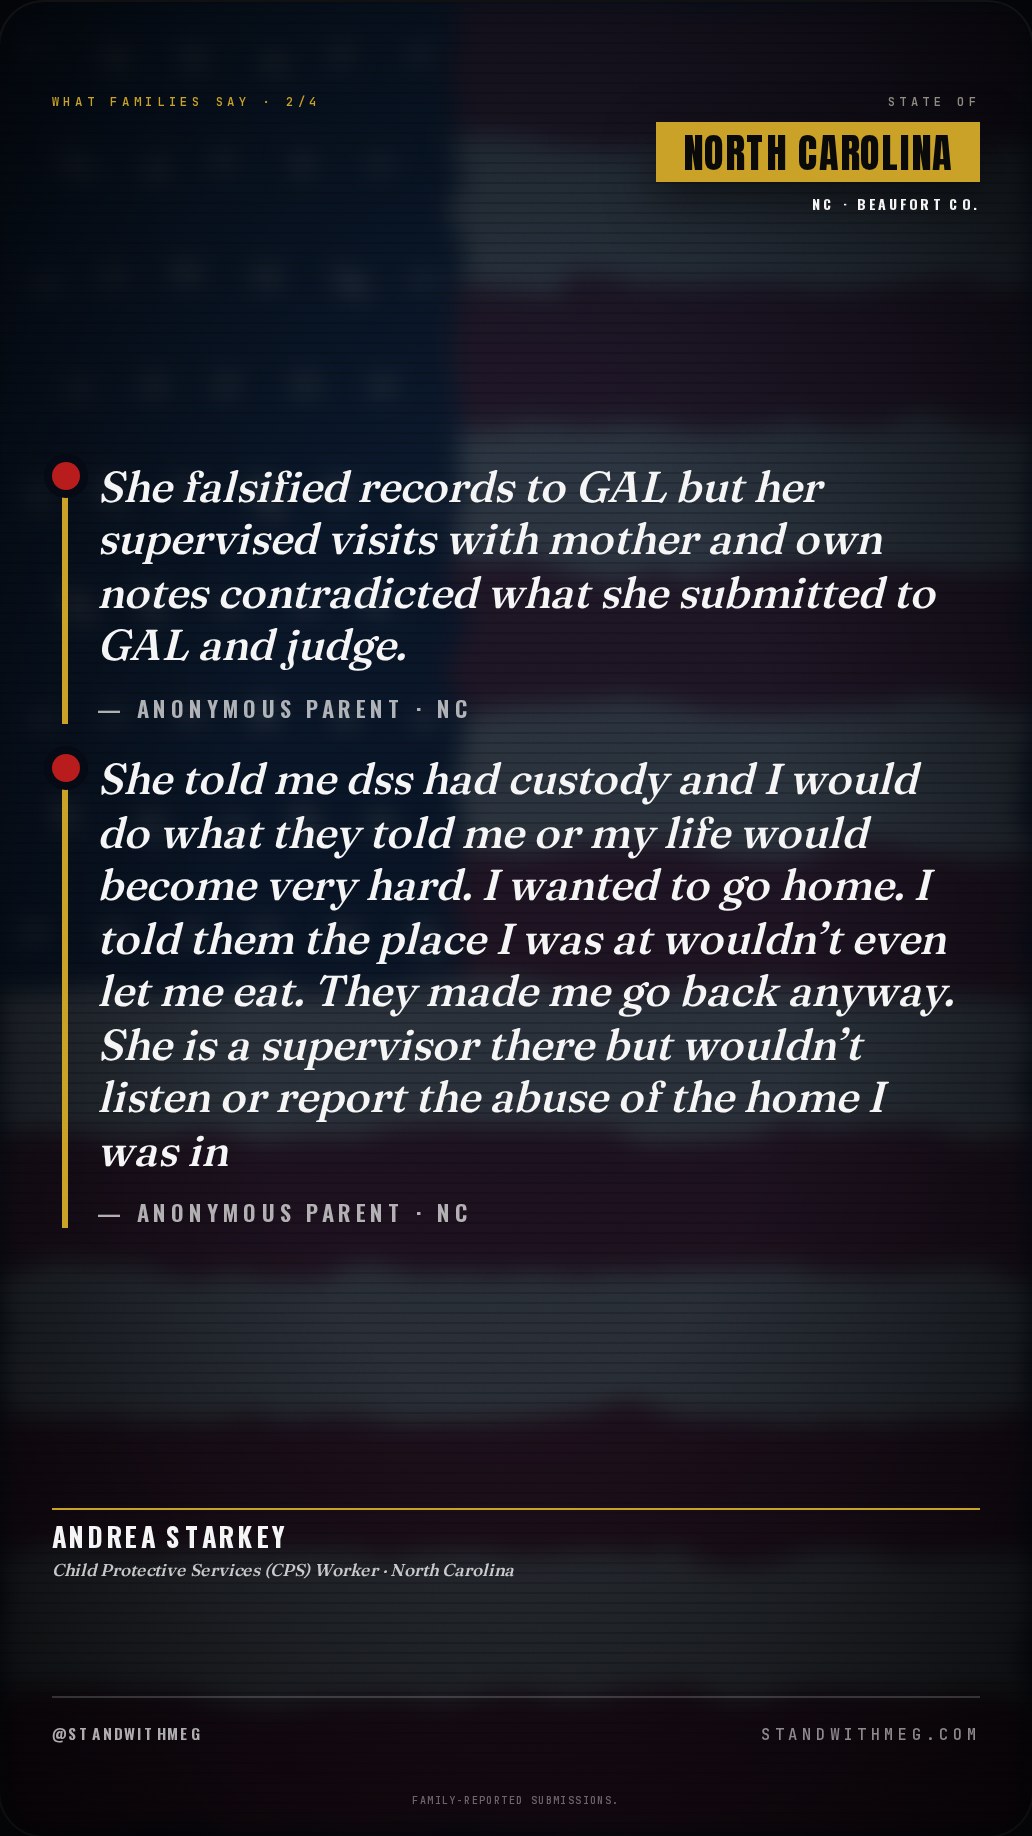 WHAT FAMILIES SAY · 2/4
STATE OF
NORTH CAROLINA
NC · BEAUFORT CO.
She falsified records to GAL but her
supervised visits with mother and own
notes contradicted what she submitted to
GAL and judge.
— ANONYMOUS PARENT · NC
She told me dss had custody and I would
do what they told me or my life would
become very hard. I wanted to go home. I
told them the place I was at wouldn’t even
let me eat. They made me go back anyway.
She is a supervisor there but wouldn’t
listen or report the abuse of the home I
was in
— ANONYMOUS PARENT · NC
ANDREA STARKEY
Child Protective Services (CPS) Worker · North Carolina
@STANDWITHMEG
STANDWITHMEG.COM
FAMILY-REPORTED SUBMISSIONS.